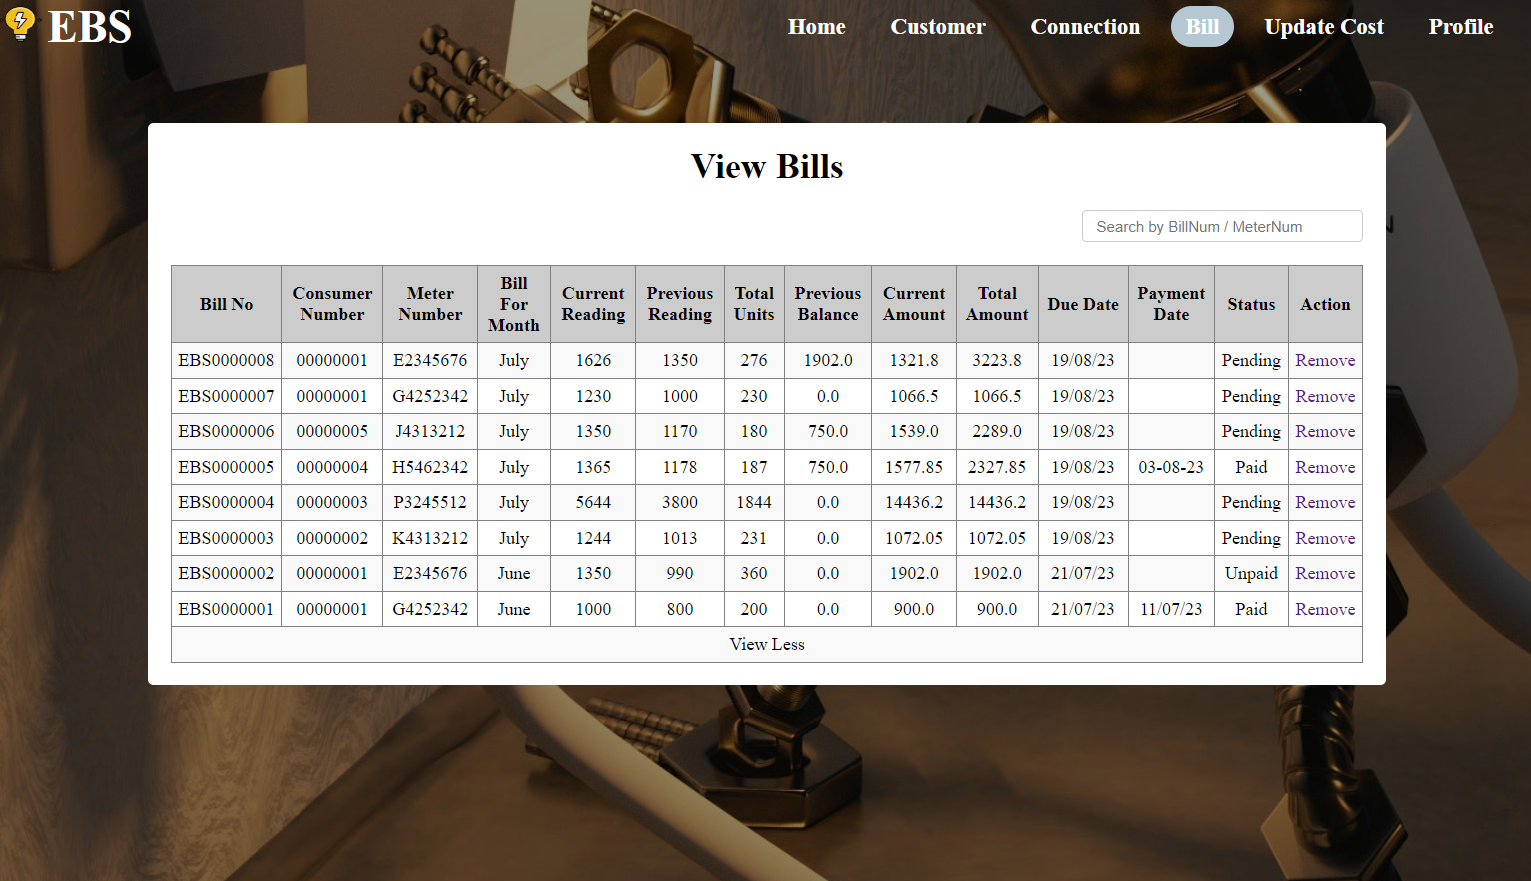 EBS
Home Customer Connection Bill Update Cost Profile
View Bills
Search by BillNum / MeterNum
Bill No Consumer Number Meter Number Bill For Month Current Reading Previous Reading Total Units Previous Balance Current Amount Total Amount Due Date Payment Date Status Action
EBS0000008 00000001 E2345676 July 1626 1350 276 1902.0 1321.8 3223.8 19/08/23 Pending Remove
EBS0000007 00000001 G4252342 July 1230 1000 230 0.0 1066.5 1066.5 19/08/23 Pending Remove
EBS0000006 00000005 J4313212 July 1350 1170 180 750.0 1539.0 2289.0 19/08/23 Pending Remove
EBS0000005 00000004 H5462342 July 1365 1178 187 750.0 1577.85 2327.85 19/08/23 03-08-23 Paid Remove
EBS0000004 00000003 P3245512 July 5644 3800 1844 0.0 14436.2 14436.2 19/08/23 Pending Remove
EBS0000003 00000002 K4313212 July 1244 1013 231 0.0 1072.05 1072.05 19/08/23 Pending Remove
EBS0000002 00000001 E2345676 June 1350 990 360 0.0 1902.0 1902.0 21/07/23 Unpaid Remove
EBS0000001 00000001 G4252342 June 1000 800 200 0.0 900.0 900.0 21/07/23 11/07/23 Paid Remove
View Less